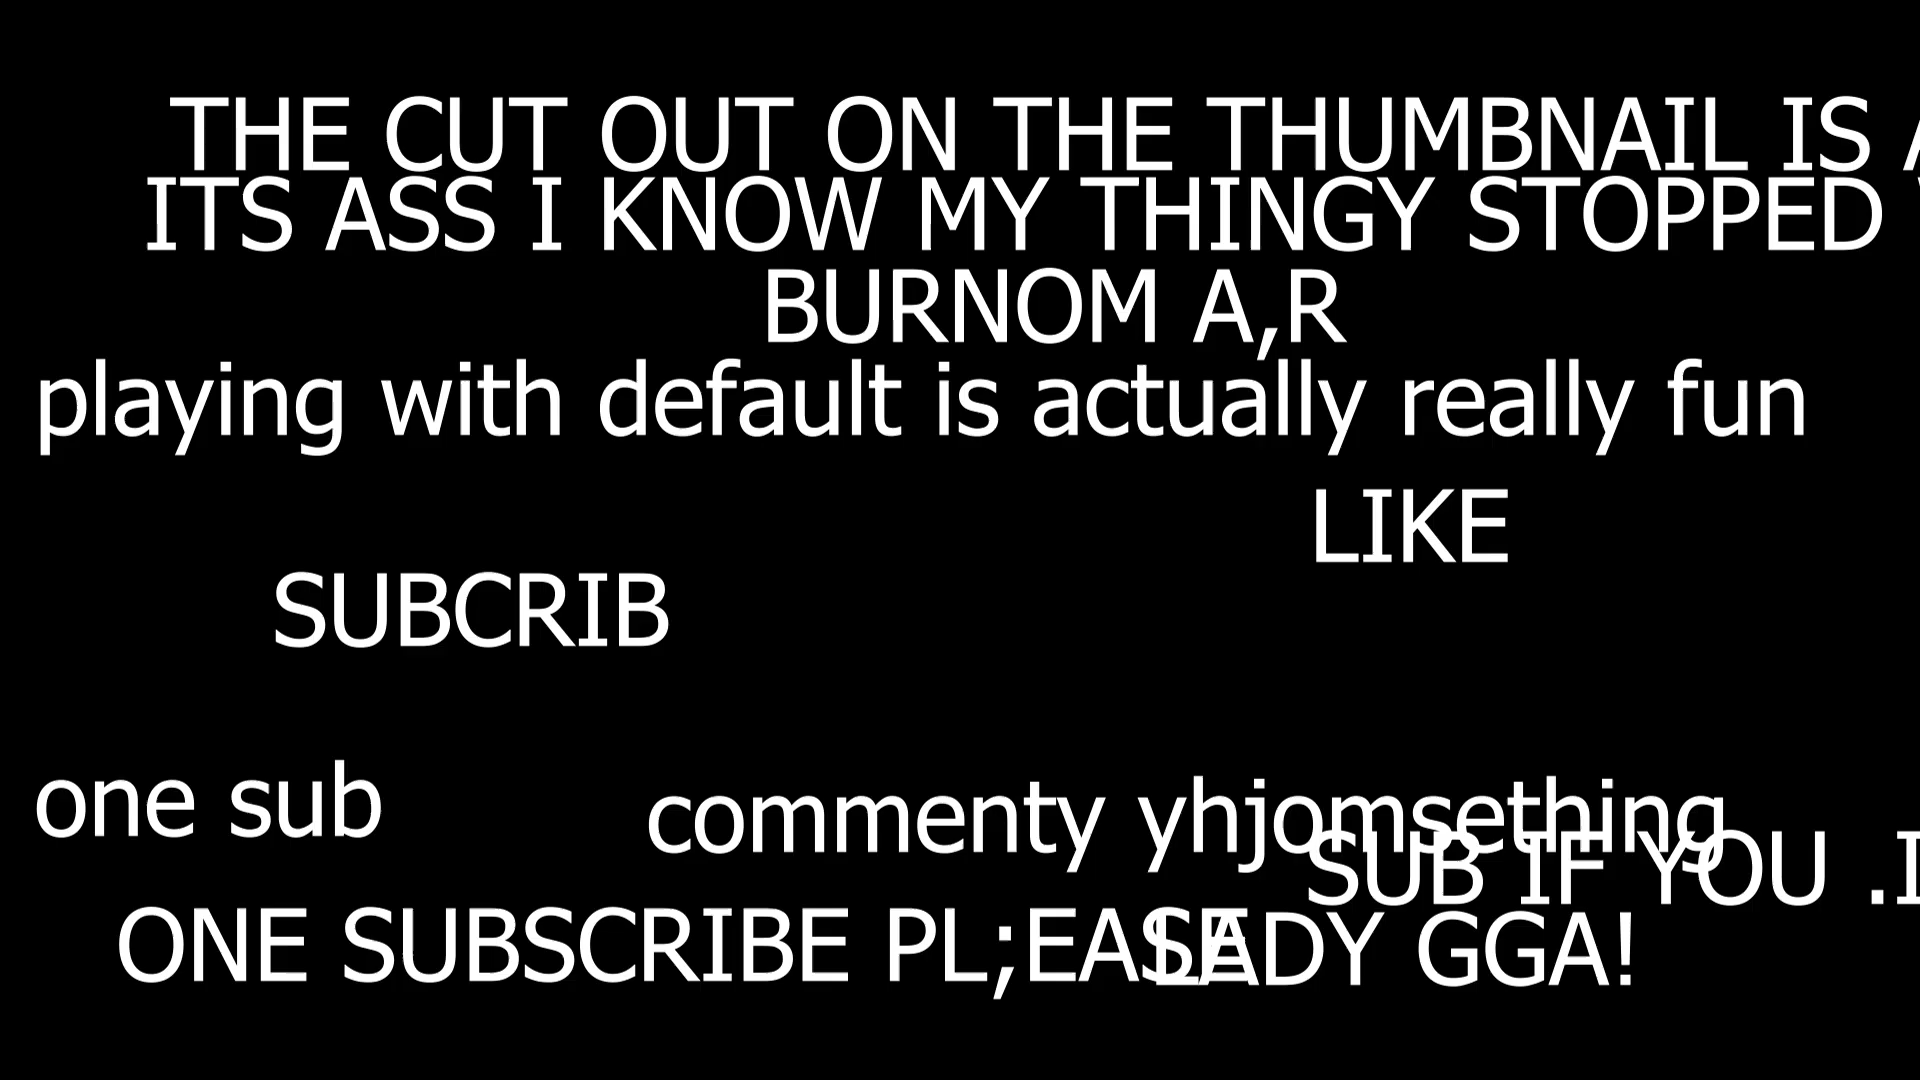 THE CUT OUT ON THE THUMBNAIL IS
ITS ASS I KNOW MY THINGY STOPPED
BURNOM A,R
playing with default is actually really fun
LIKE
SUBCRIB
one sub
commenty yhjomsething
SUB IF YOU
ONE SUBSCRIBE PL;EASE
LADY GGA!